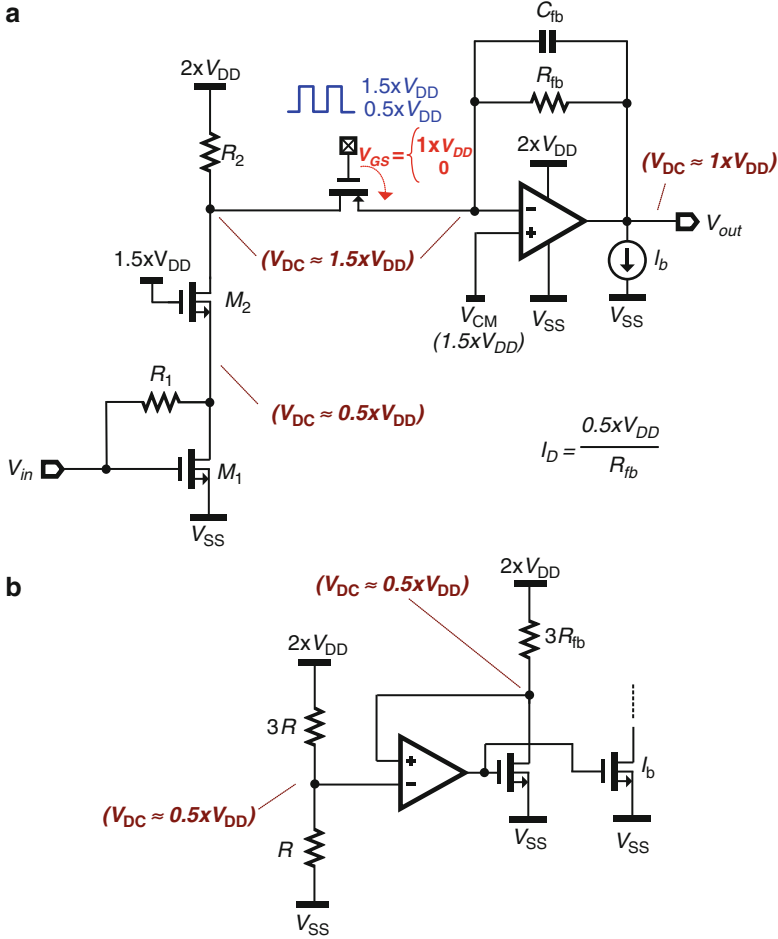 a
C_fb
2xV_DD
R_fb
1.5xV_DD
0.5xV_DD
R_2
V_GS = { 1xV_DD
0
2xV_DD
(V_DC ≈ 1xV_DD)
−
+
V_out
(V_DC ≈ 1.5xV_DD)
I_b
1.5xV_DD
M_2
V_CM
(1.5xV_DD)
V_SS
V_SS
R_1
(V_DC ≈ 0.5xV_DD)
I_D = 0.5xV_DD / R_fb
V_in
M_1
V_SS
b
(V_DC ≈ 0.5xV_DD)
2xV_DD
3R_fb
2xV_DD
3R
+
−
I_b
(V_DC ≈ 0.5xV_DD)
R
V_SS
V_SS
V_SS